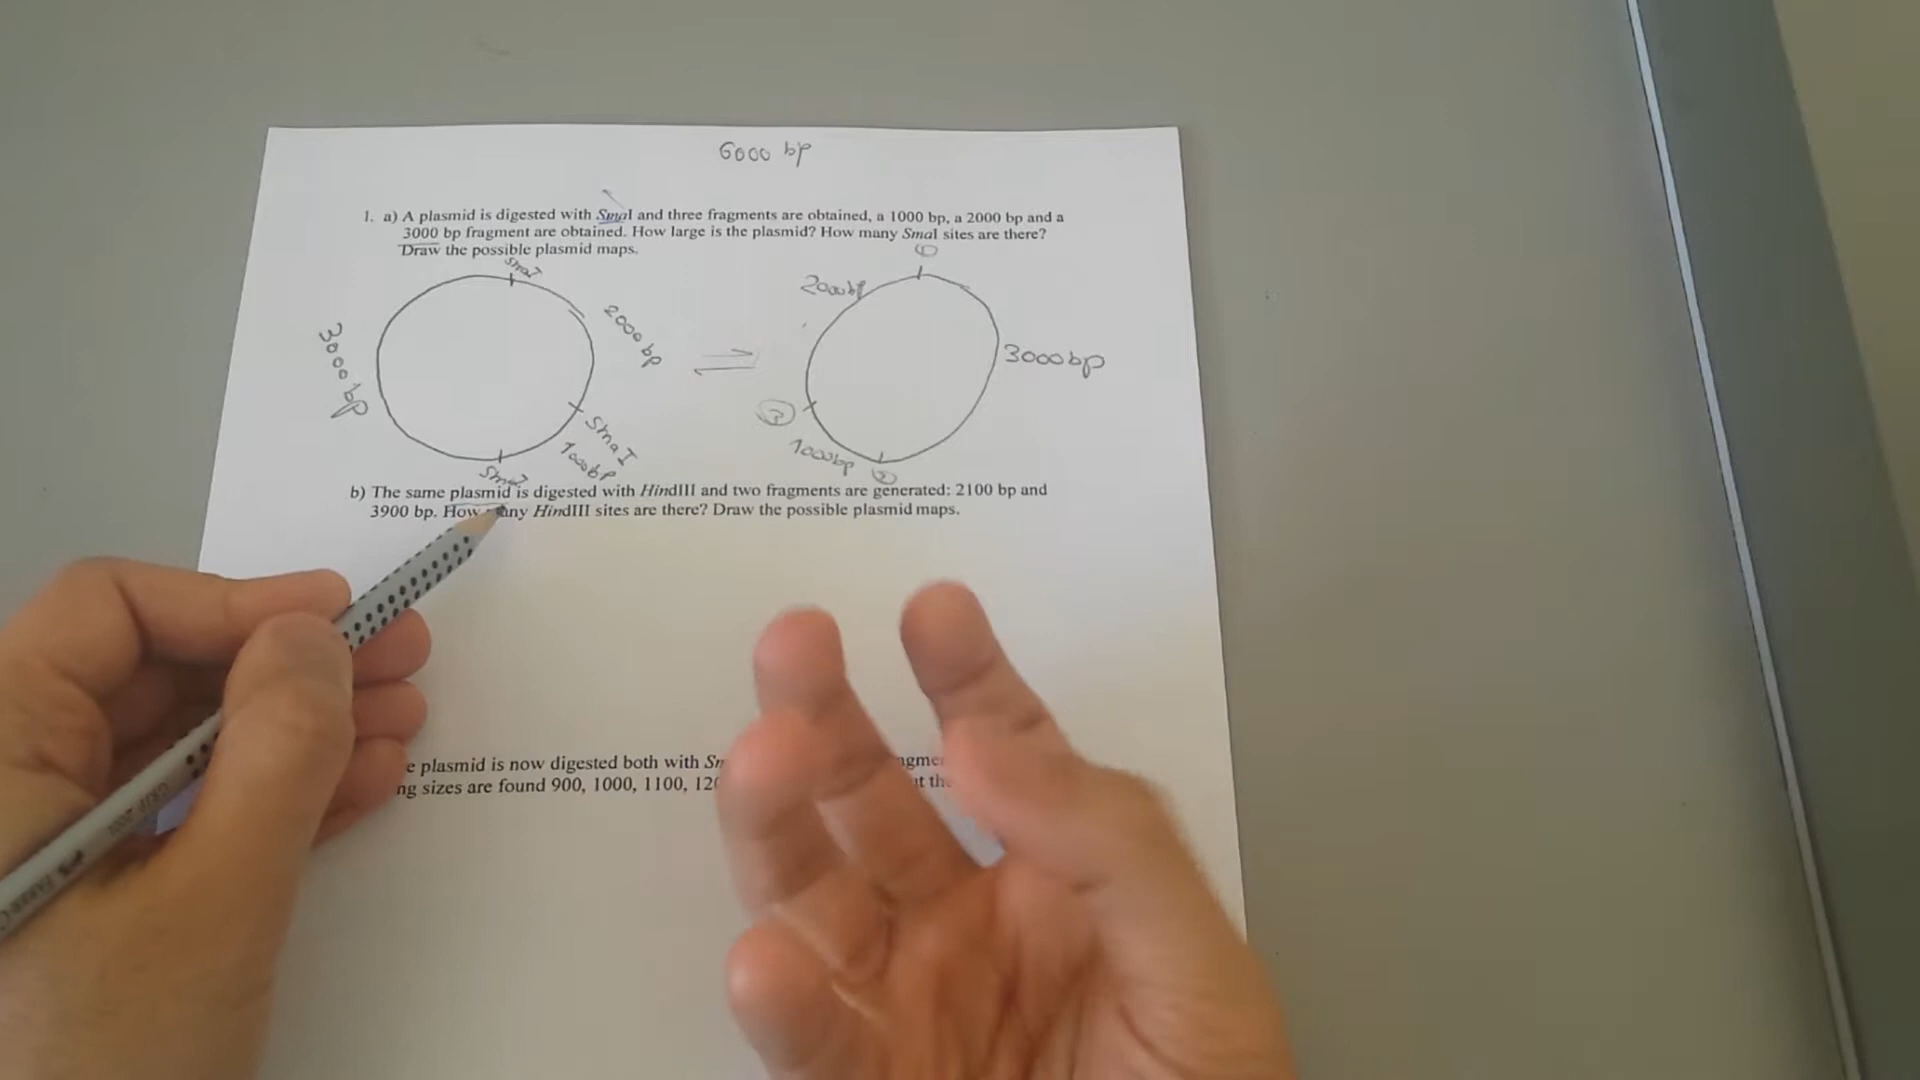 6000 bp
1. a) A plasmid is digested with SmaI and three fragments are obtained, a 1000 bp, a 2000 bp and a
3000 bp fragment are obtained. How large is the plasmid? How many SmaI sites are there?
Draw the possible plasmid maps.
SmaI
2000 bp
3000 bp
SmaI
1000 bp
SmaI
1
2000 bp
3000 bp
3
1000 bp
2
b) The same plasmid is digested with HindIII and two fragments are generated: 2100 bp and
3900 bp. How many HindIII sites are there? Draw the possible plasmid maps.
plasmid is now digested both with
sizes are found 900, 1000, 1100,